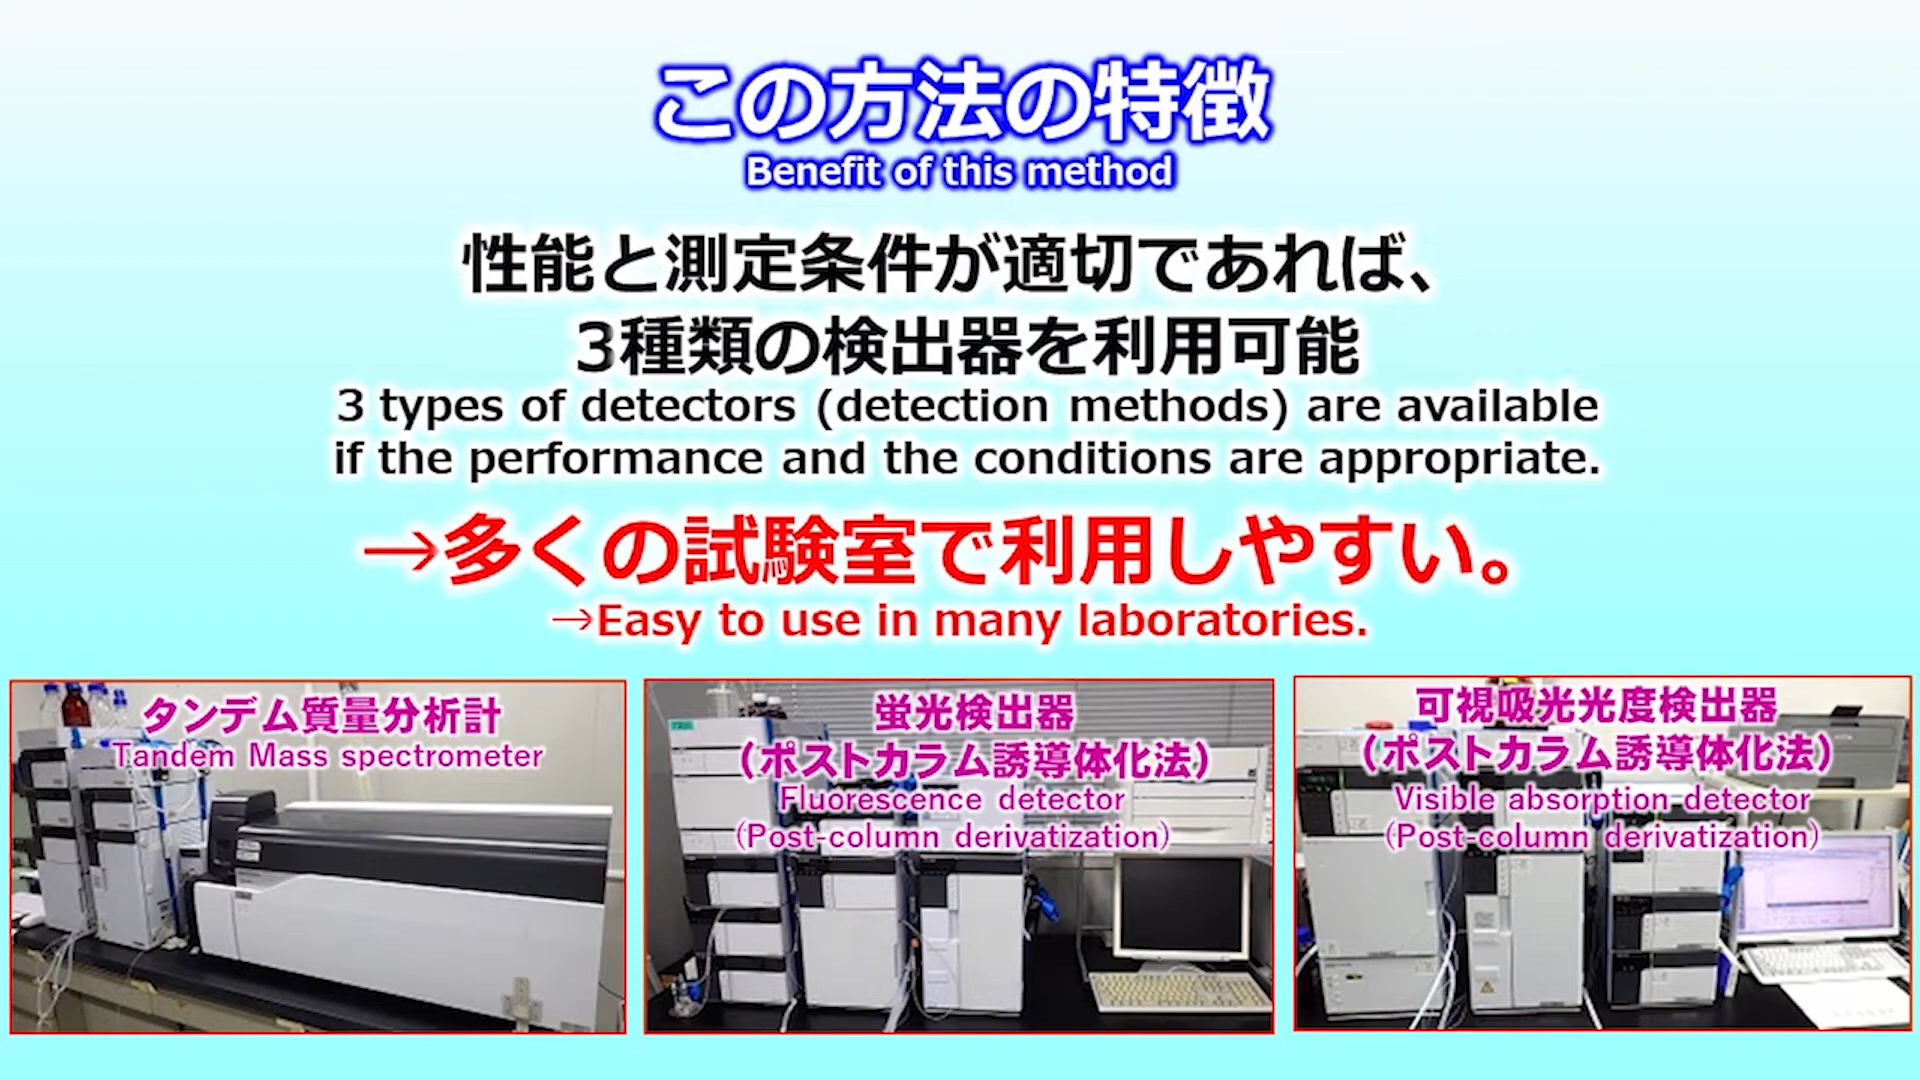 この方法の特徴
Benefit of this method
性能と測定条件が適切であれば、
3種類の検出器を利用可能
3 types of detectors (detection methods) are available
if the performance and the conditions are appropriate.
→多くの試験室で利用しやすい。
→Easy to use in many laboratories.
タンデム質量分析計
Tandem Mass spectrometer
蛍光検出器
（ポストカラム誘導体化法）
Fluorescence detector
(Post-column derivatization)
可視吸光光度検出器
（ポストカラム誘導体化法）
Visible absorption detector
(Post-column derivatization)